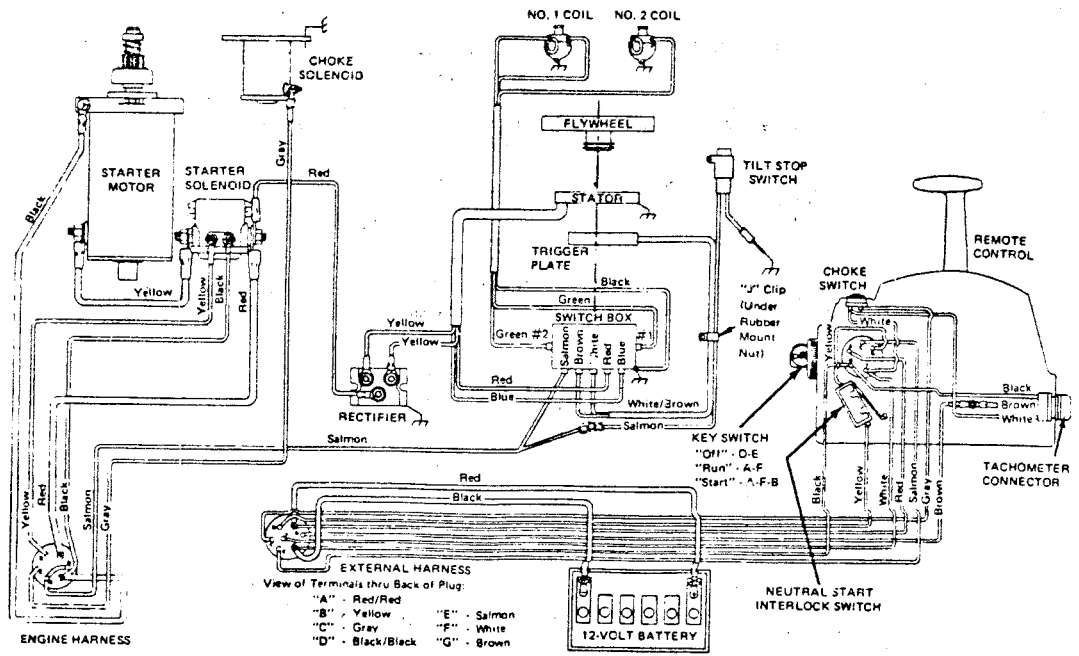 NO. 1 COIL
NO. 2 COIL
CHOKE
SOLENOID
FLYWHEEL
STARTER
MOTOR
STARTER
SOLENOID
Gray
Red
Black
TILT STOP
SWITCH
STATOR
TRIGGER
PLATE
REMOTE
CONTROL
CHOKE
SWITCH
Yellow
Yellow
Black
Red
Black
Green
"J" Clip
(Under
Rubber
Mount
Nut)
White
Yellow
Yellow
Yellow
SWITCH BOX
Green #2
Salmon
Brown
White
Red
Blue
#1
Red
Blue
White/Brown
Salmon
RECTIFIER
Salmon
Black
Brown
White
KEY SWITCH
"Off" - D-E
"Run" - A-F
"Start" - A-F-B
TACHOMETER
CONNECTOR
Red
Black
Black
Yellow
White
Red
Salmon
Gray
Brown
Yellow
Red
Black
Salmon
Gray
EXTERNAL HARNESS
View of Terminals thru Back of Plug:
"A" - Red/Red
"B" - Yellow
"C" - Gray
"D" - Black/Black
"E" - Salmon
"F" - White
"G" - Brown
12-VOLT BATTERY
NEUTRAL START
INTERLOCK SWITCH
ENGINE HARNESS